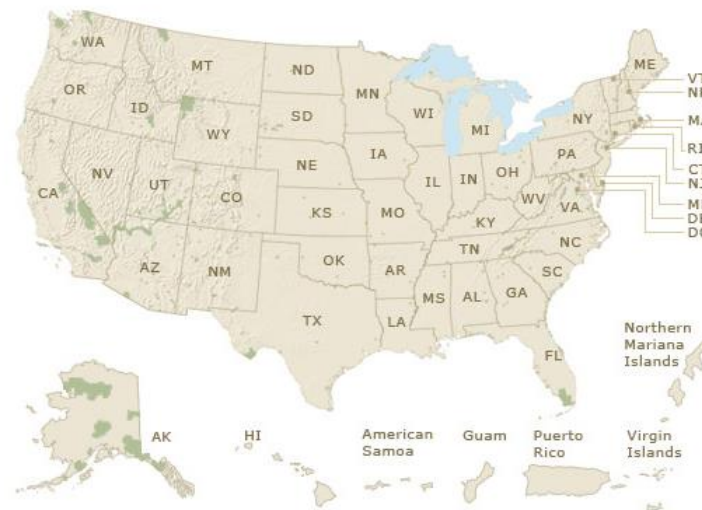 WA
MT
ND
MN
ME
VT
OR
ID
WY
SD
WI
MI
NY
MA
RI
CT
NV
UT
CO
NE
IA
IL
IN
OH
PA
NJ
CA
AZ
NM
KS
MO
KY
WV
VA
OK
AR
TN
NC
SC
TX
LA
MS
AL
GA
FL
Northern
Mariana
Islands
AK
HI
American
Samoa
Guam
Puerto
Rico
Virgin
Islands